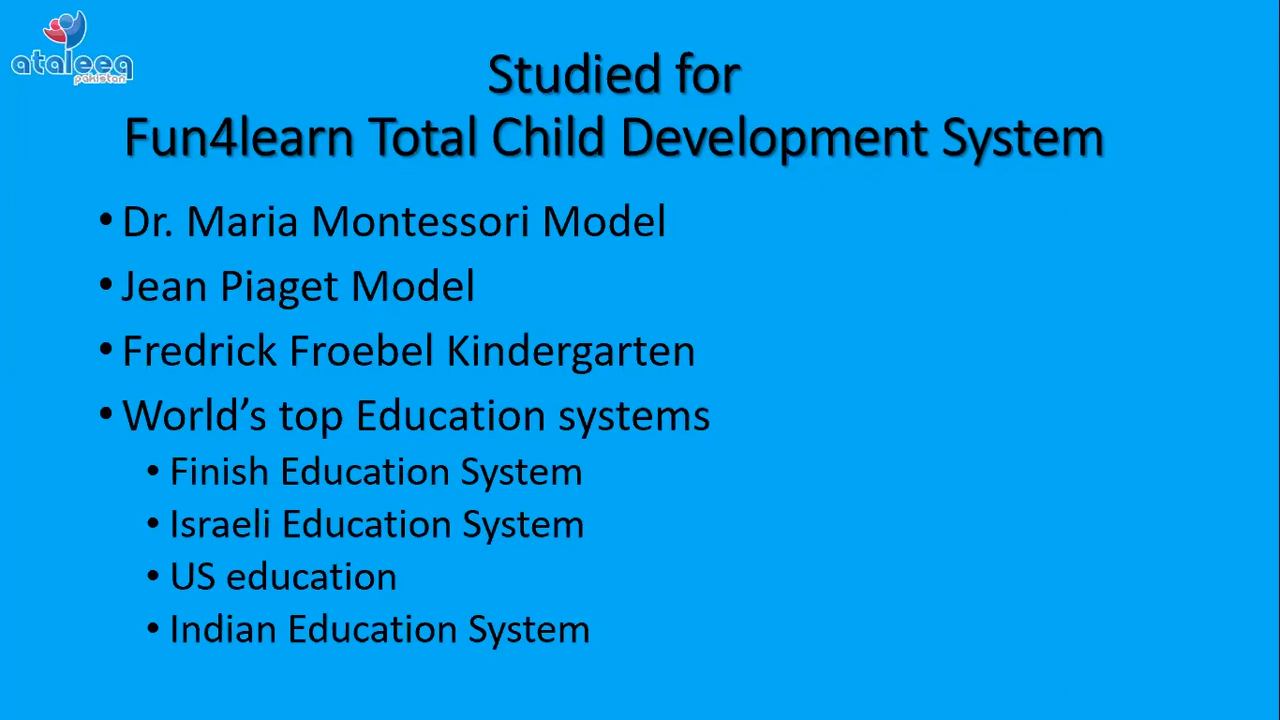 ataleeq
pakistan
Studied for
Fun4learn Total Child Development System
• Dr. Maria Montessori Model
• Jean Piaget Model
• Fredrick Froebel Kindergarten
• World’s top Education systems
• Finish Education System
• Israeli Education System
• US education
• Indian Education System